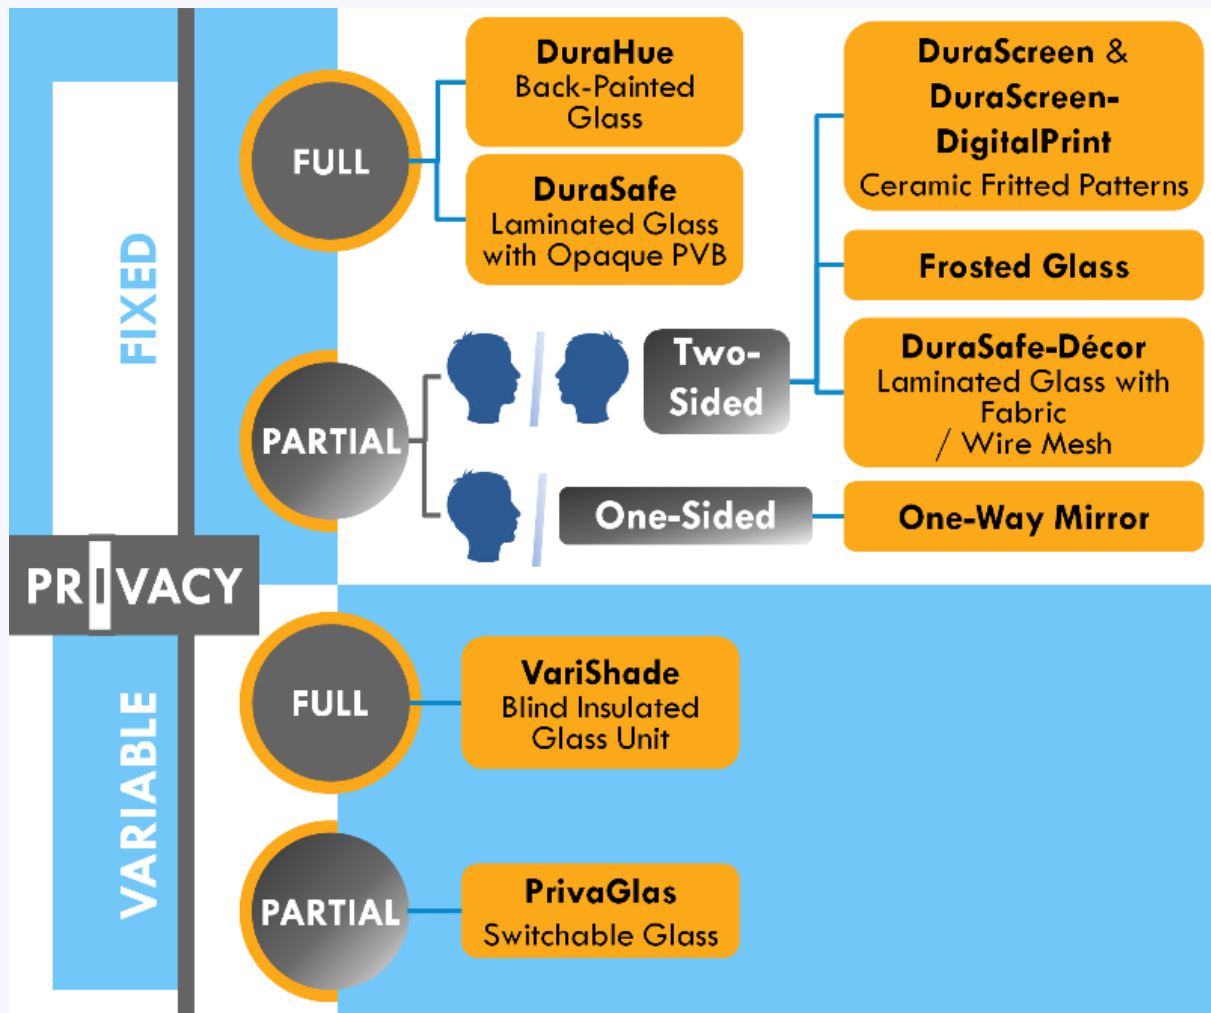 FIXED
FULL
DuraHue
Back-Painted
Glass
DuraSafe
Laminated Glass
with Opaque PVB
PARTIAL
Two-
Sided
DuraScreen &
DuraScreen-
DigitalPrint
Ceramic Fritted Patterns
Frosted Glass
DuraSafe-Décor
Laminated Glass with
Fabric
/ Wire Mesh
One-Sided
One-Way Mirror
PRIVACY
VARIABLE
FULL
VariShade
Blind Insulated
Glass Unit
PARTIAL
PrivaGlas
Switchable Glass